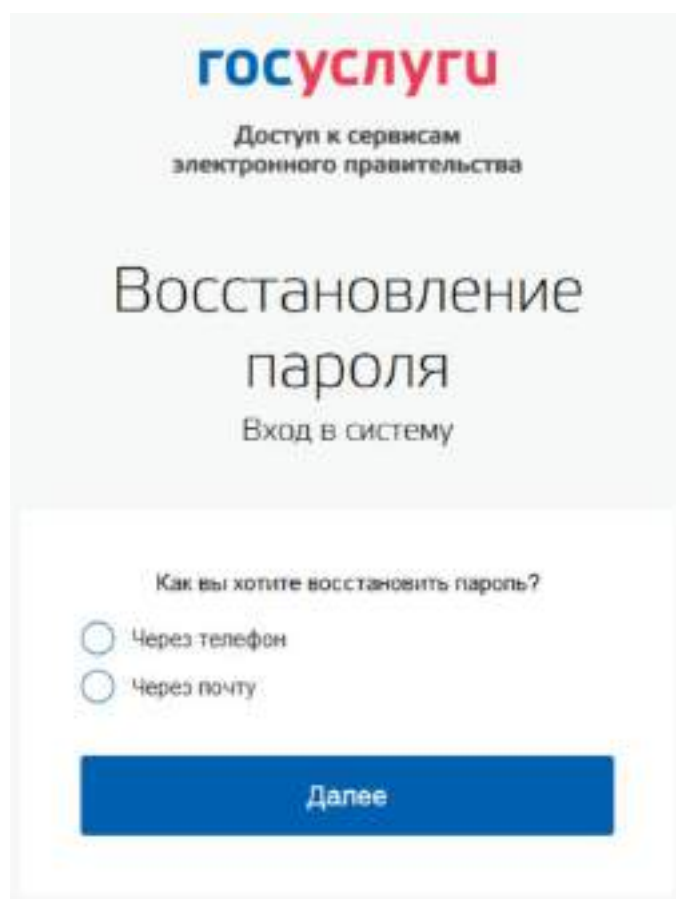 госуслуги
Доступ к сервисам
электронного правительства
Восстановление
пароля
Вход в систему
Как вы хотите восстановить пароль?
Через телефон
Через почту
Далее